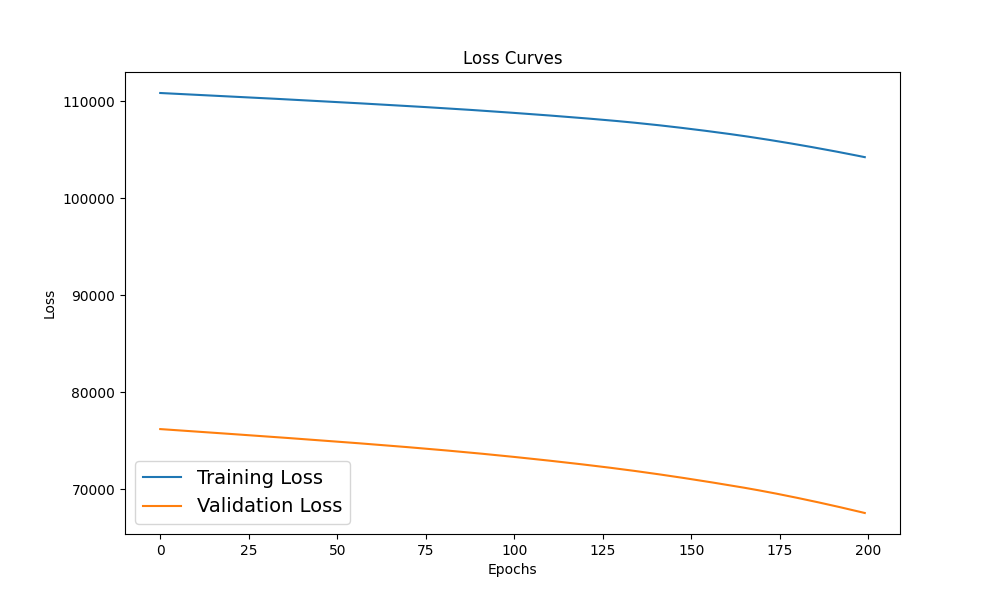 Loss Curves
110000
100000
90000
80000
70000
Loss
Training Loss
Validation Loss
0 25 50 75 100 125 150 175 200
Epochs